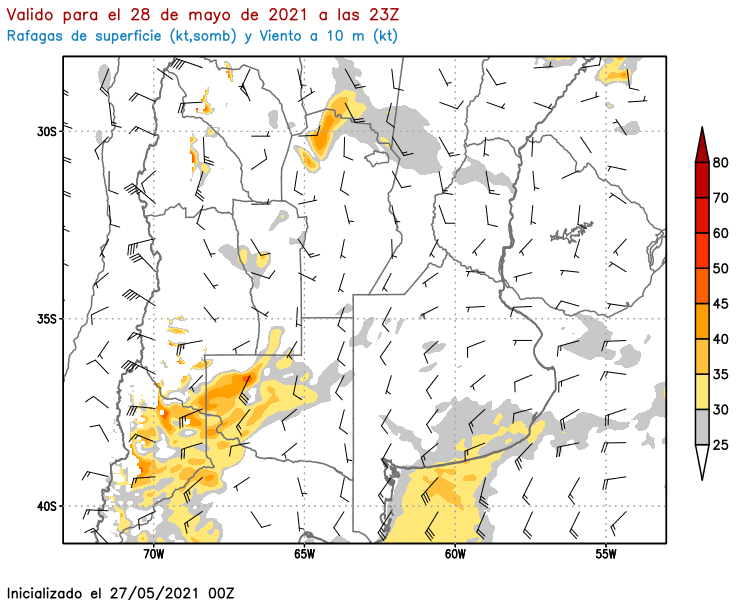 Valido para el 28 de mayo de 2021 a las 23Z
Rafagas de superficie (kt,somb) y Viento a 10 m (kt)
30S
35S
40S
70W
65W
60W
55W
80
70
60
50
45
40
35
30
25
Inicializado el 27/05/2021 00Z